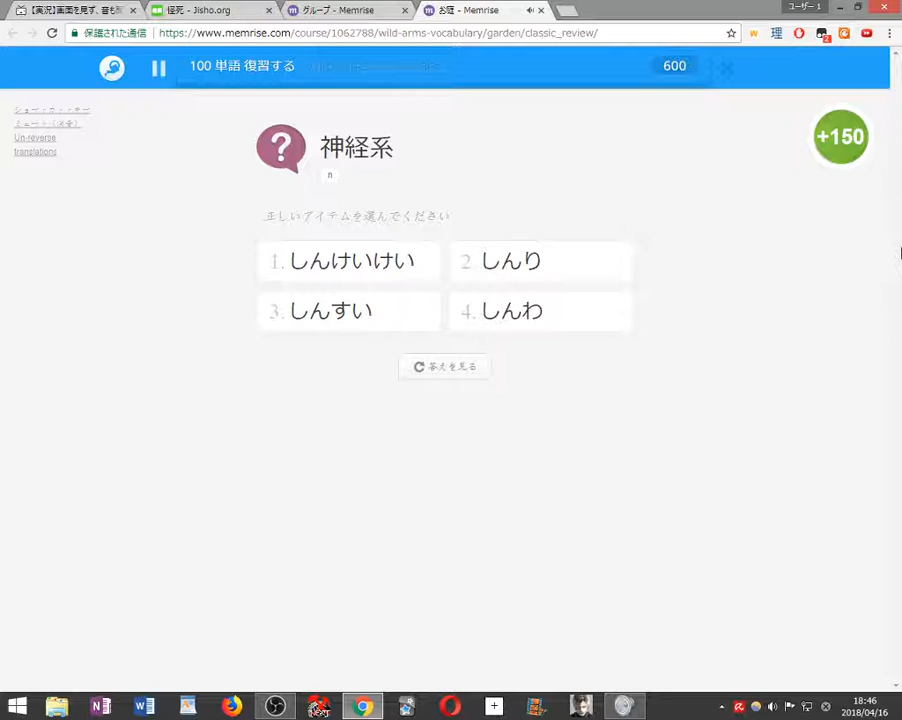 【実況】画面を見ず、音も
怪死 - Jisho.org
グループ - Memrise
お庭 - Memrise
ユーザー 1
保護された通信
https://www.memrise.com/course/1062788/wild-arms-vocabulary/garden/classic_review/
100 単語 復習する
600
Un-reverse
translations
神経系
n
+150
正しいアイテムを選んでください
1. しんけいけい
2. しんり
3. しんすい
4. しんわ
答えを見る
18:46
2018/04/16